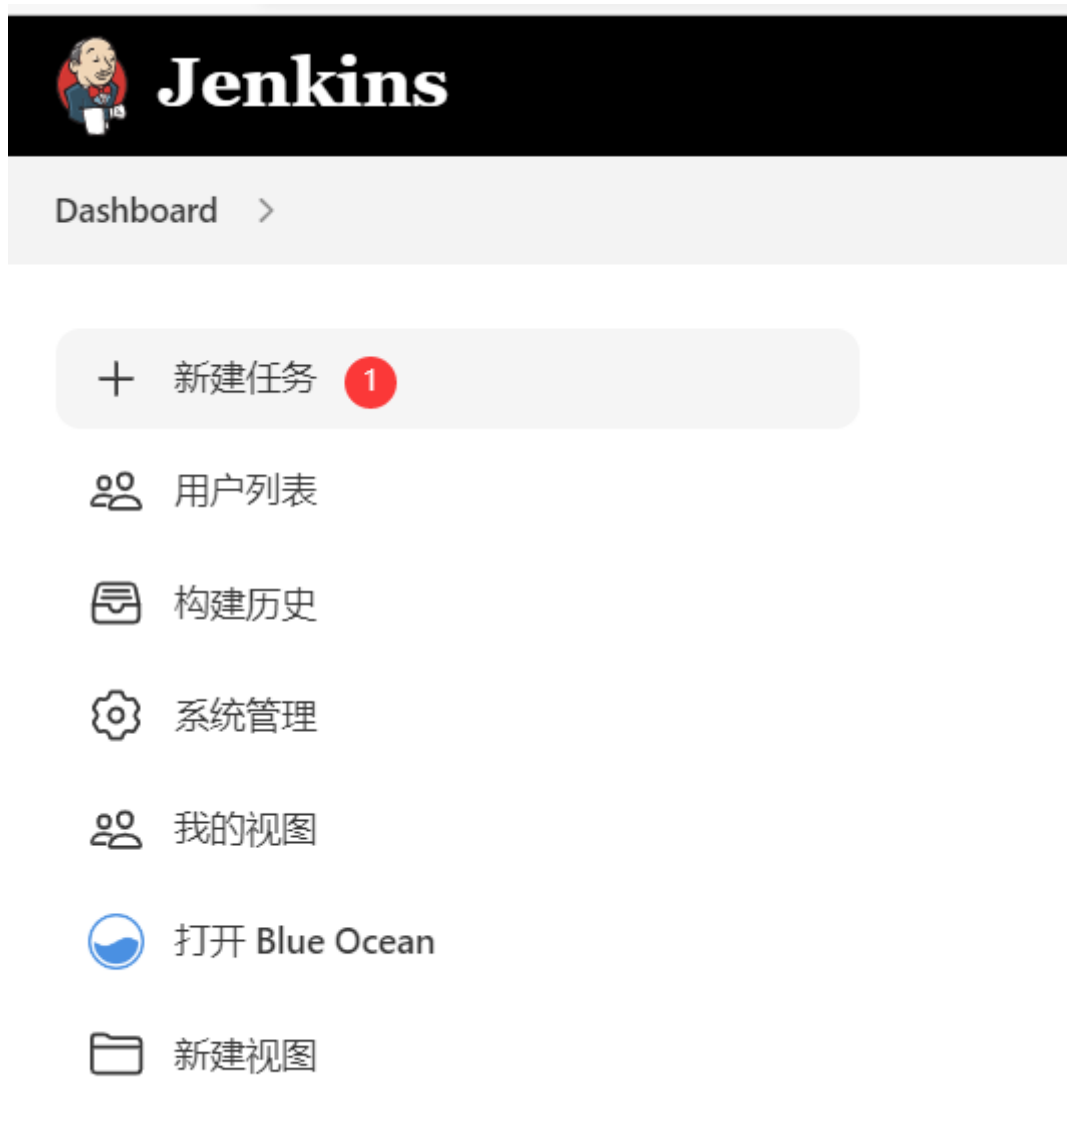 Jenkins
Dashboard >
新建任务 1
用户列表
构建历史
系统管理
我的视图
打开 Blue Ocean
新建视图